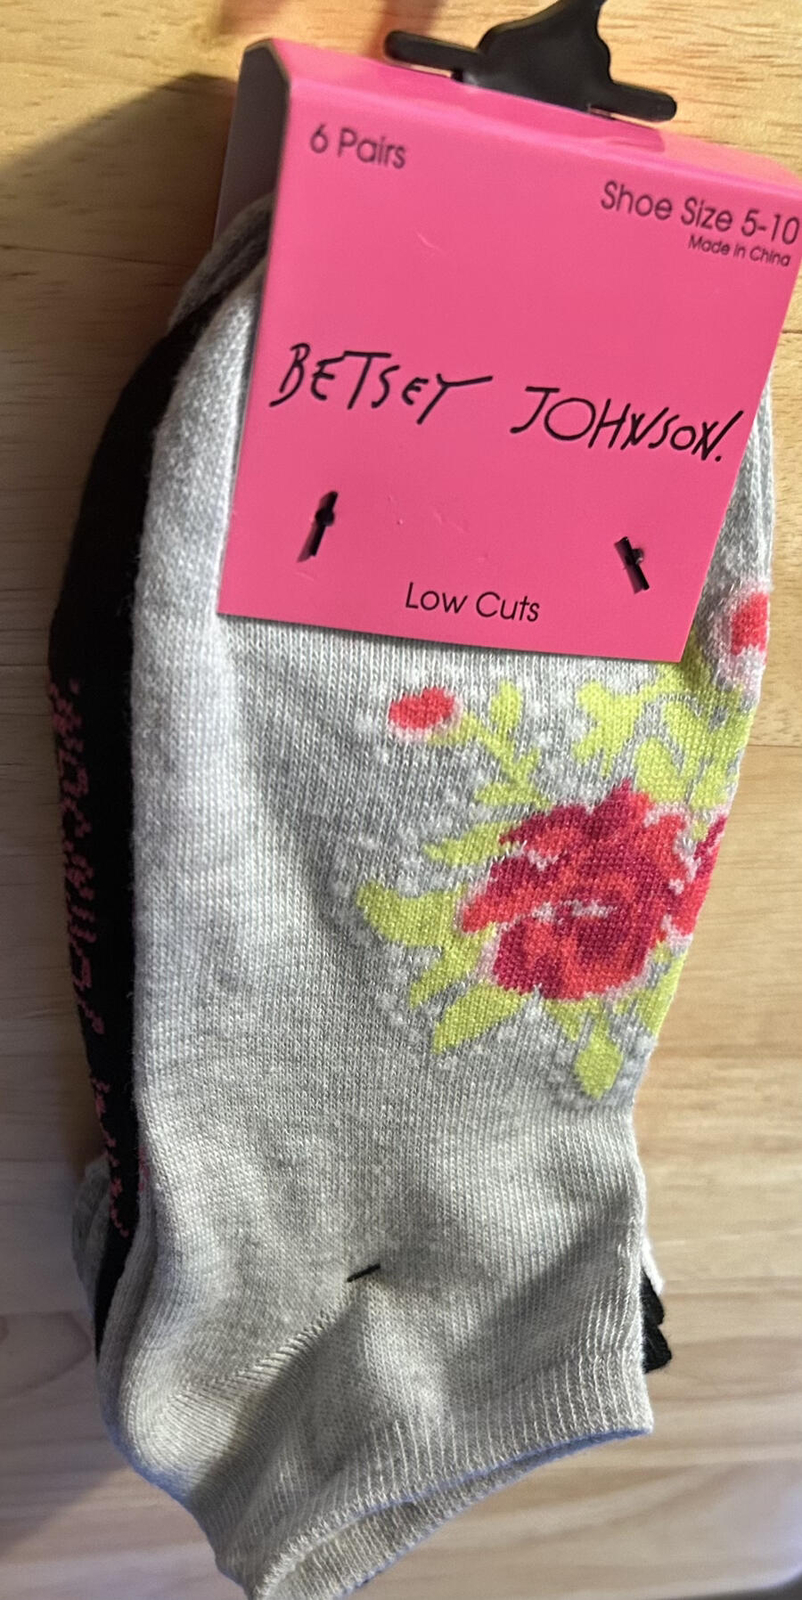 6 Pairs
Shoe Size 5-10
Made in China
BETSEY JOHNSON.
Low Cuts